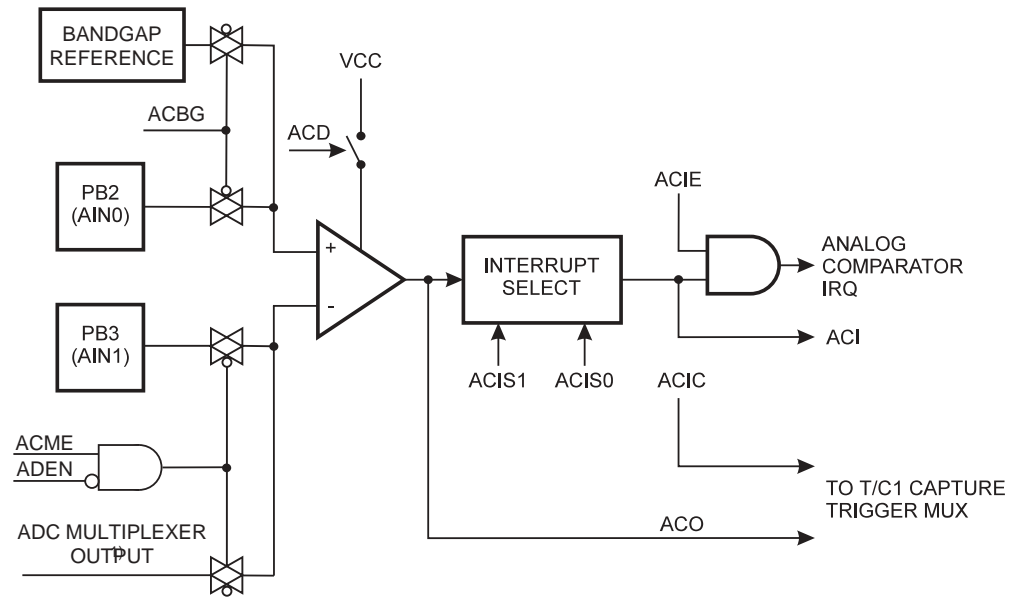 BANDGAP
REFERENCE
VCC
ACBG
ACD
PB2
(AIN0)
ACIE
+
INTERRUPT
SELECT
ANALOG
COMPARATOR
IRQ
-
PB3
(AIN1)
ACI
ACIS1 ACIS0 ACIC
ACME
ADEN
TO T/C1 CAPTURE
TRIGGER MUX
ADC MULTIPLEXER
OUTPUT
1)
ACO